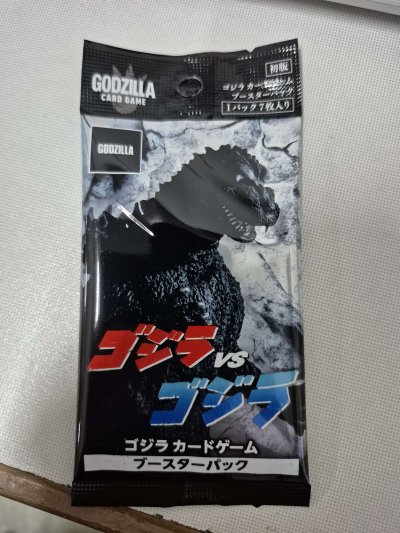 GODZILLA
CARD GAME
初版
ゴジラ カードゲーム
ブースターパック
1パック7枚入り
GODZILLA
ゴジラ
VS
ゴジラ
ゴジラ カードゲーム
ブースターパック